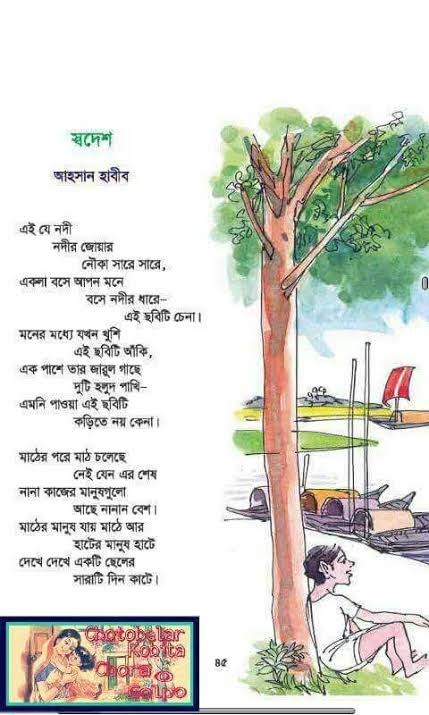 স্বদেশ
আহসান হাবীব
এই যে নদী
নদীর জোয়ার
নৌকা সারে সারে,
একলা বসে আপন মনে
বসে নদীর ধারে–
এই ছবিটি চেনা।
মনের মধ্যে যখন খুশি
এই ছবিটি আঁকি,
এক পাশে তার জারুল গাছে
দুটি হলুদ পাখি–
এমনি পাওয়া এই ছবিটি
কড়িতে নয় কেনা।
মাঠের পরে মাঠ চলেছে
নেই যেন এর শেষ
নানা কাজের মানুষগুলো
আছে নানান বেশ।
মাঠের মানুষ যায় মাঠে আর
হাটের মানুষ হাটে
দেখে দেখে একটি ছেলের
সারাটি দিন কাটে।
Chotobelar
Kobita
Chora o
Golpo
৪৫